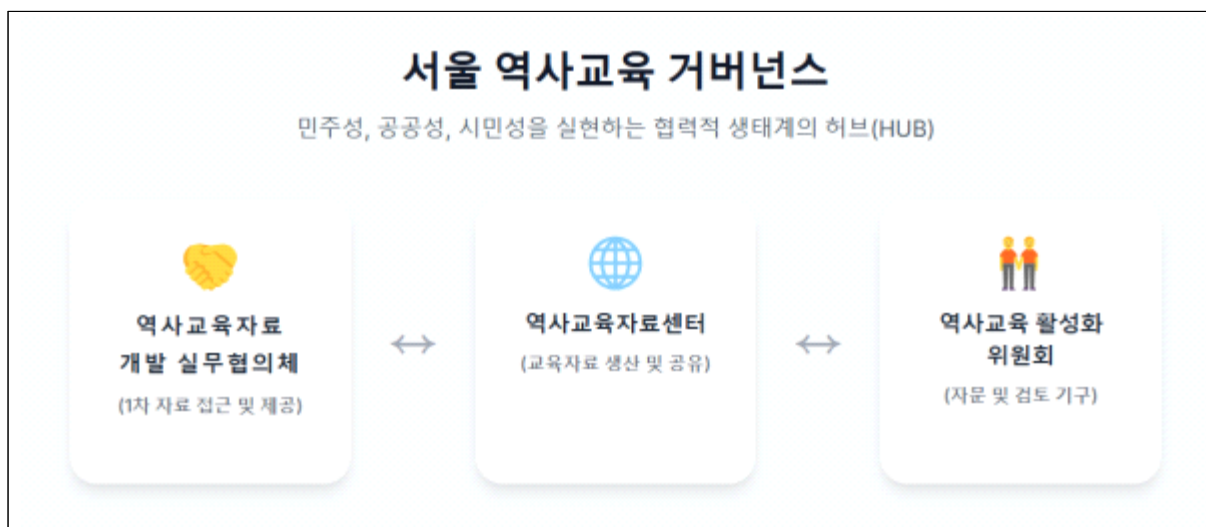 서울 역사교육 거버넌스
민주성, 공공성, 시민성을 실현하는 협력적 생태계의 허브(HUB)
역사교육자료
개발 실무협의체
(1차 자료 접근 및 제공)
역사교육자료센터
(교육자료 생산 및 공유)
역사교육 활성화
위원회
(자문 및 검토 기구)